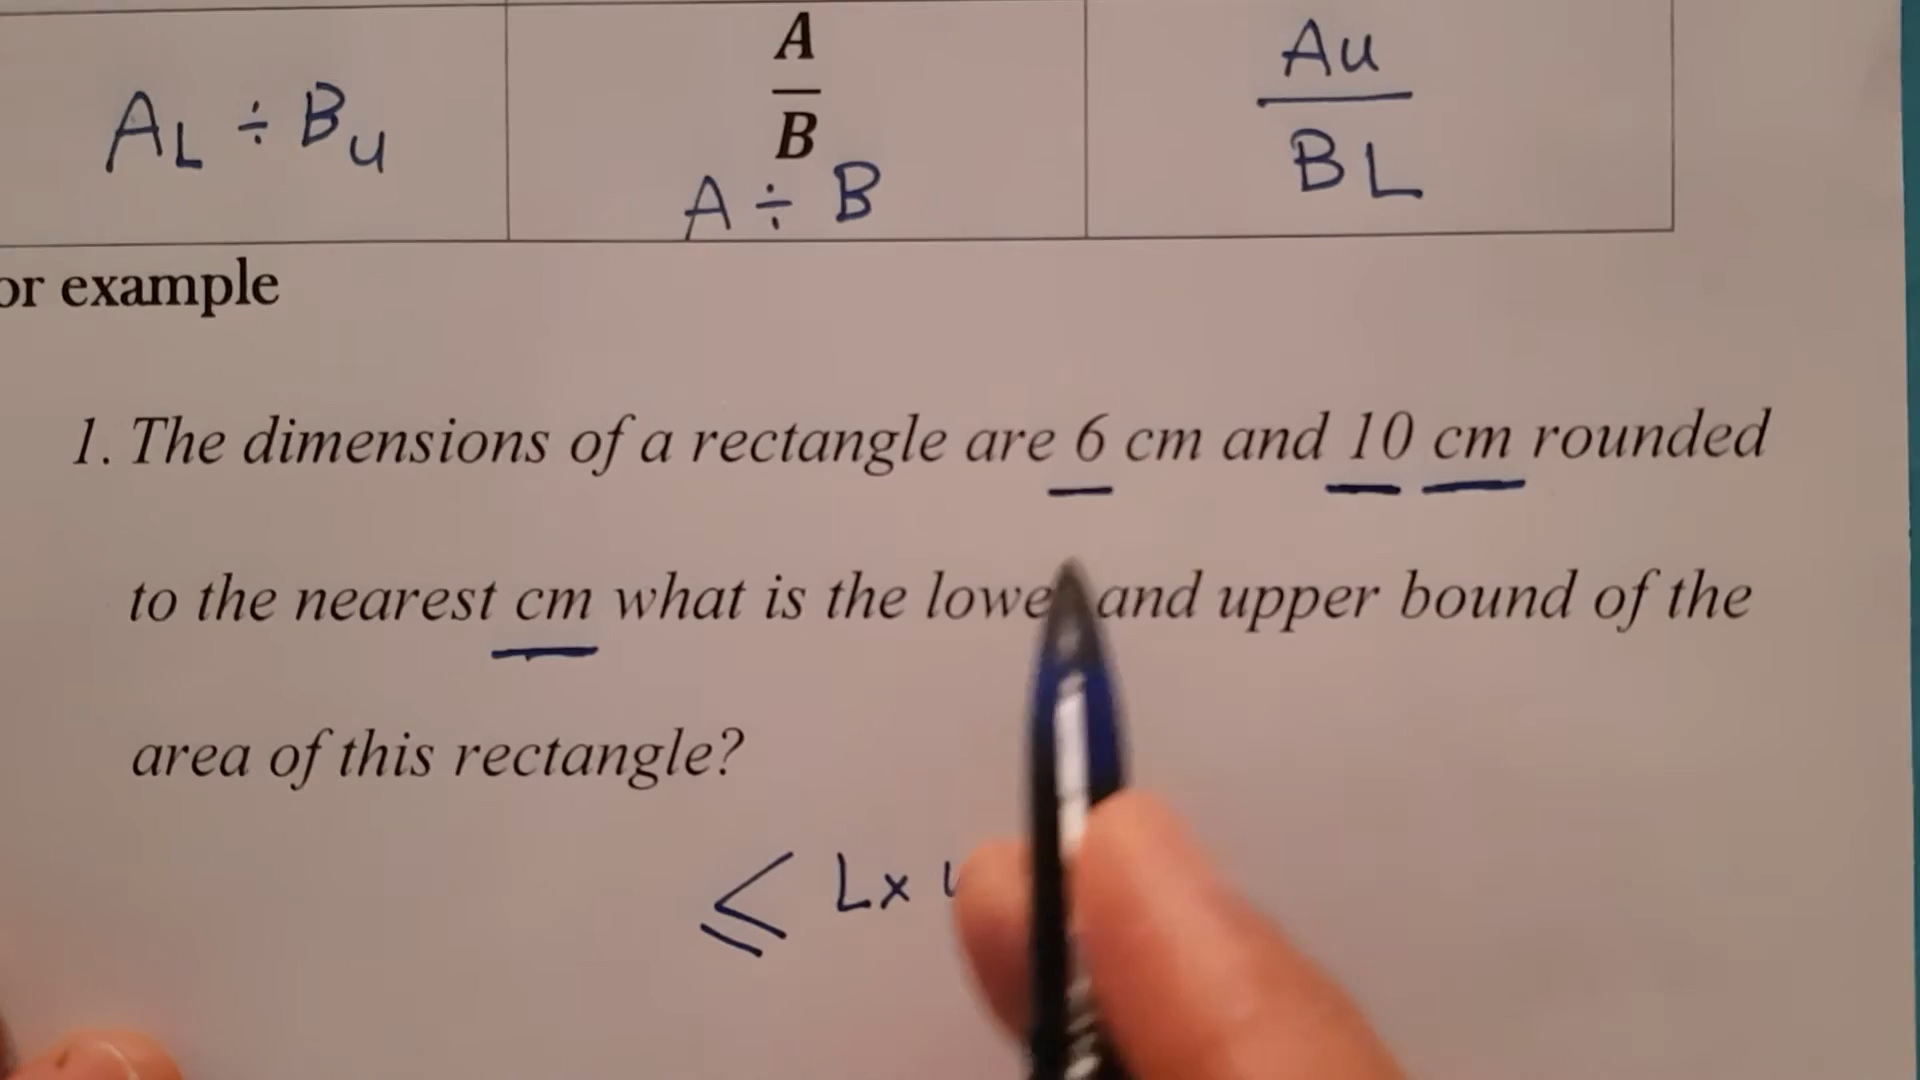 AL ÷ Bu
A
B
A ÷ B
Au
BL
or example
1. The dimensions of a rectangle are 6 cm and 10 cm rounded
to the nearest cm what is the lowe and upper bound of the
area of this rectangle?
≤ L×